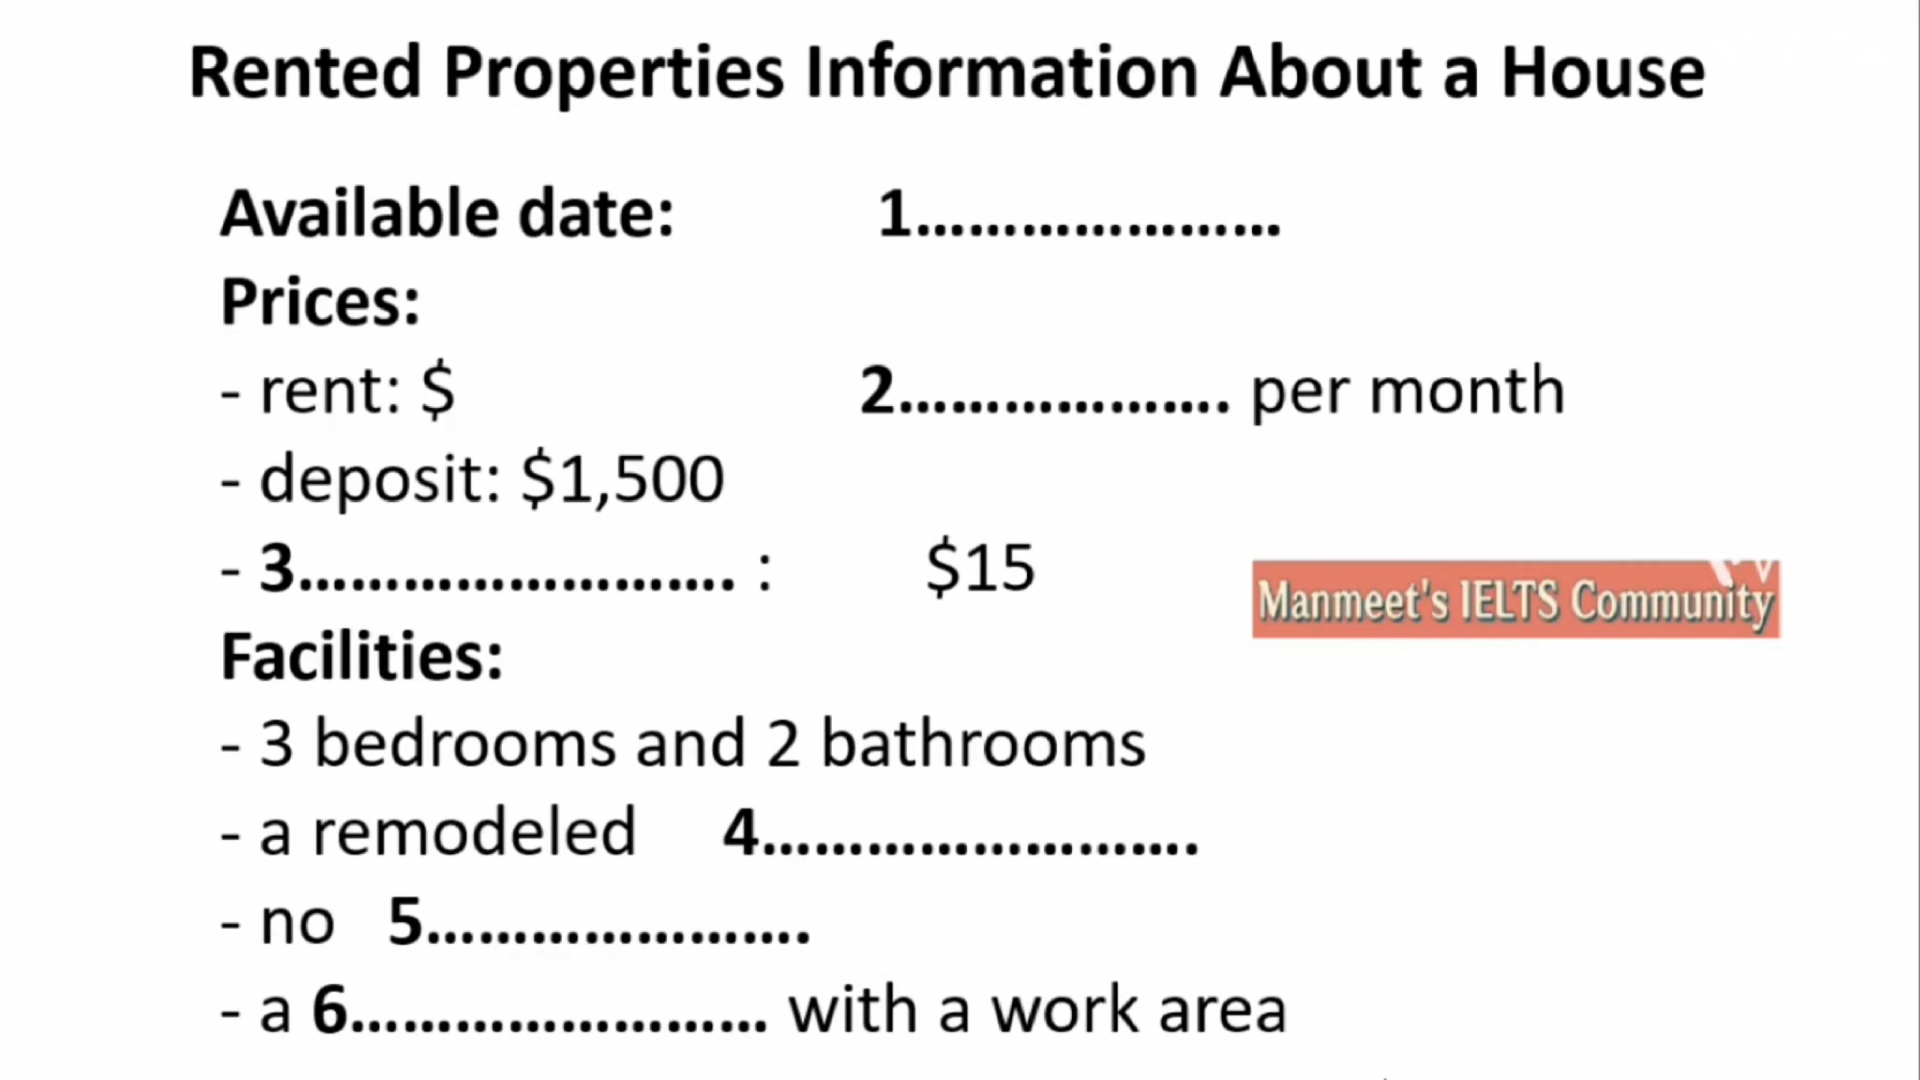 Rented Properties Information About a House
Available date: 1.....................
Prices:
- rent: $ 2................... per month
- deposit: $1,500
- 3......................... : $15
Manmeet's IELTS Community
Facilities:
- 3 bedrooms and 2 bathrooms
- a remodeled 4.........................
- no 5......................
- a 6........................ with a work area